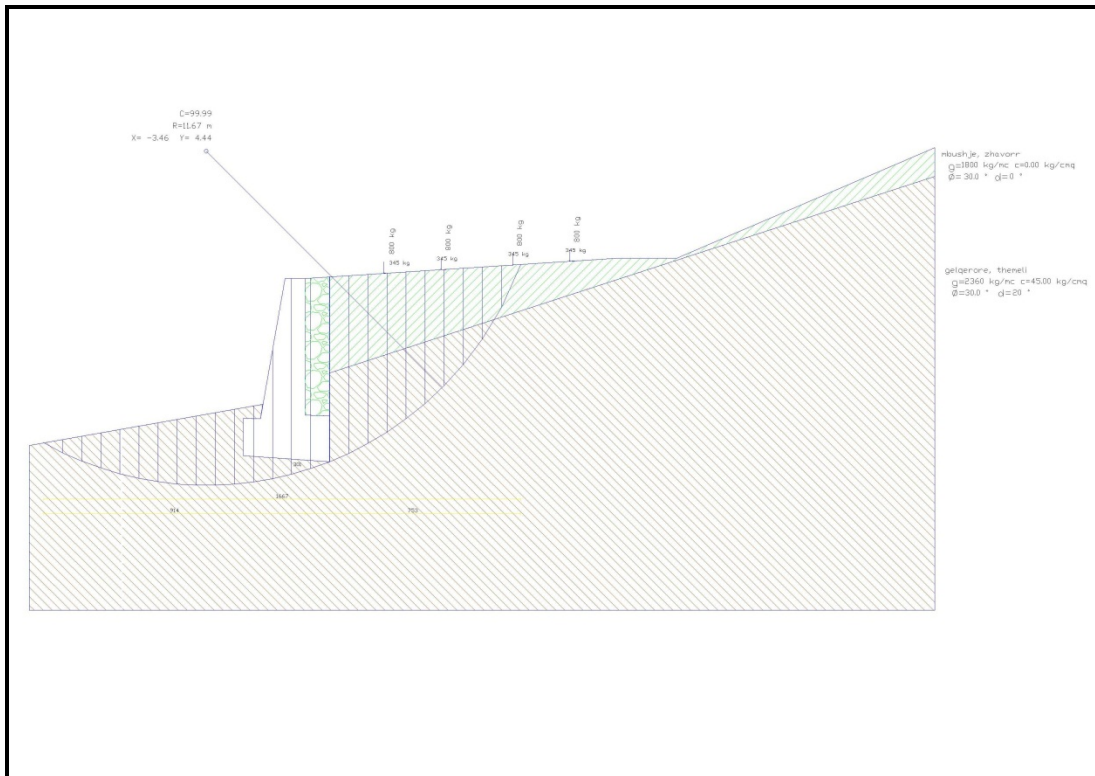 C=99.99
R=11.67 m
X= -3.46 Y= 4.44
mbushje, zhavorr
g=1800 kg/mc c=0.00 kg/cmq
Ø= 30.0 ° d= 0 °
800 kg
800 kg
800 kg
800 kg
345 kg
345 kg
345 kg
345 kg
gelqerore, themeli
g=2360 kg/mc c=45.00 kg/cmq
Ø=30.0 ° d= 20 °
1667
914
753